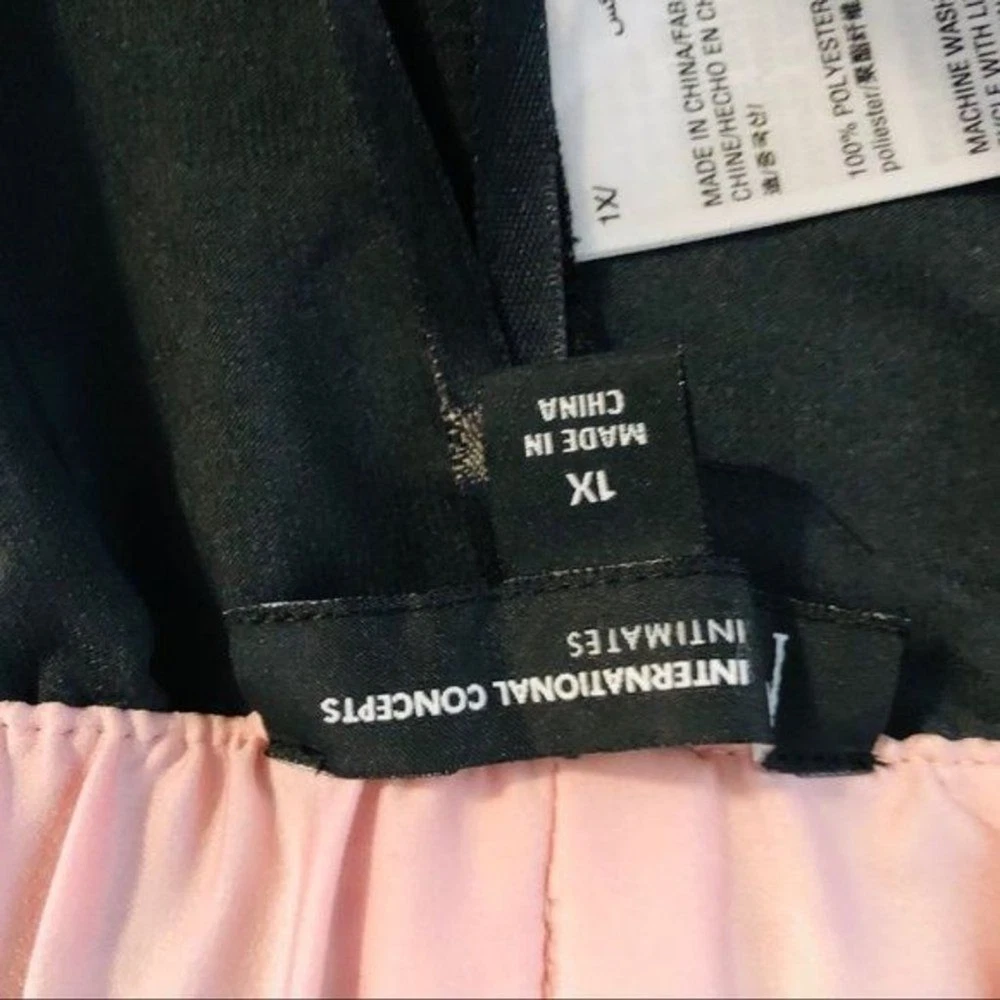 INTERNATIONAL CONCEPTS
INTIMATES
1X
MADE IN
CHINA
1X/
MADE IN CHINA/FAB
CHINE/HECHO EN CH
100% POLYESTER
MACHINE WASH
WITH